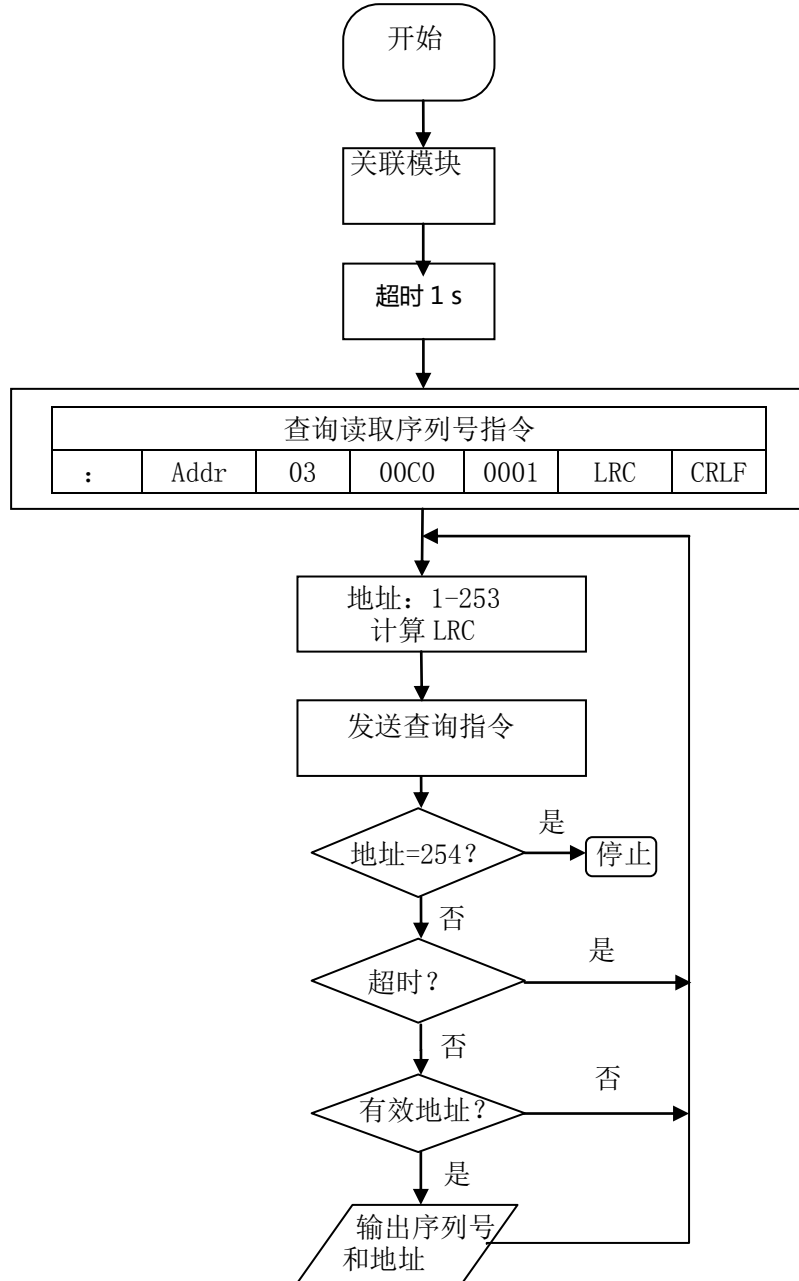 开始
关联模块
超时 1 s
查询读取序列号指令
： Addr 03 00C0 0001 LRC CRLF
地址：1-253
计算 LRC
发送查询指令
是
地址=254？
停止
否
是
超时？
否
否
有效地址？
是
输出序列号
和地址